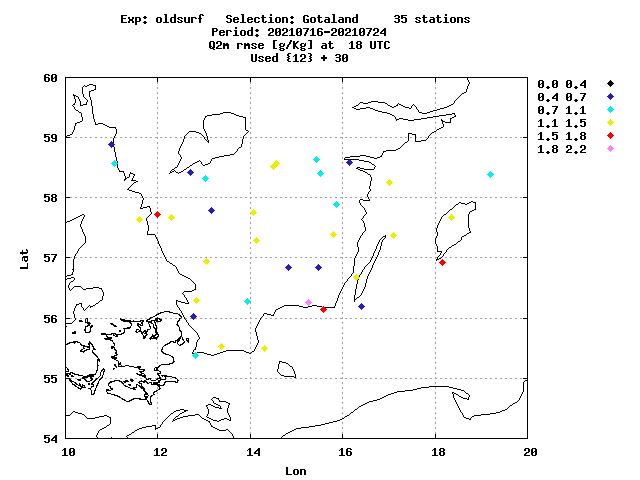 Exp: oldsurf   Selection: Gotaland     35 stations
Period: 20210716-20210724
Q2m rmse [g/Kg] at  18 UTC
Used {12} + 30
0.0 0.4
0.4 0.7
0.7 1.1
1.1 1.5
1.5 1.8
1.8 2.2
60
59
58
57
56
55
54
Lat
10 12 14 16 18 20
Lon